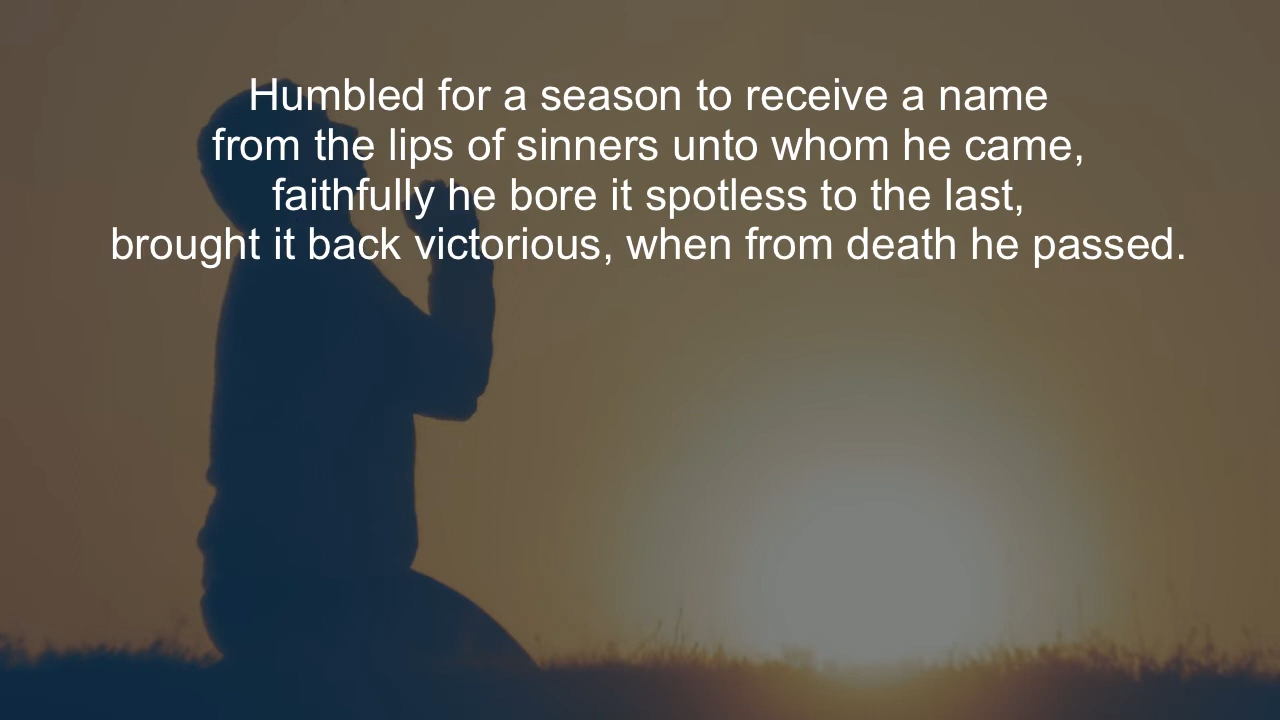 Humbled for a season to receive a name
from the lips of sinners unto whom he came,
faithfully he bore it spotless to the last,
brought it back victorious, when from death he passed.